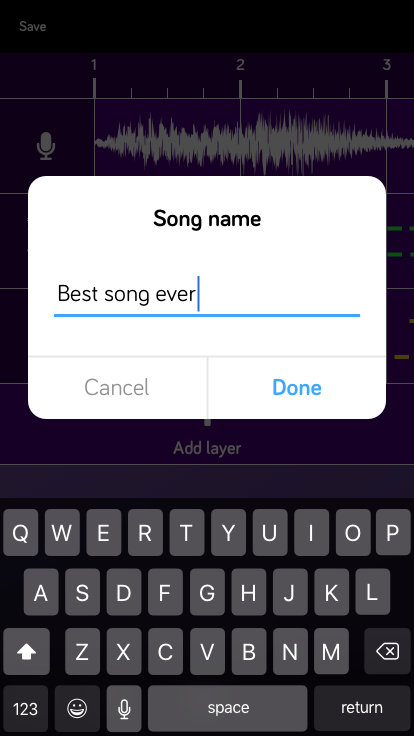 Save
1 2 3
Song name
Best song ever
Cancel Done
Add layer
Q W E R T Y U I O P
A S D F G H J K L
Z X C V B N M
123 space return